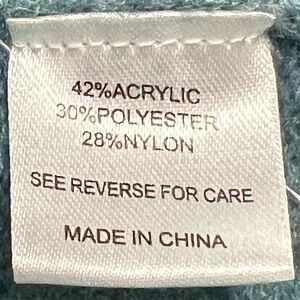 42%ACRYLIC
30%POLYESTER
28%NYLON
SEE REVERSE FOR CARE
MADE IN CHINA